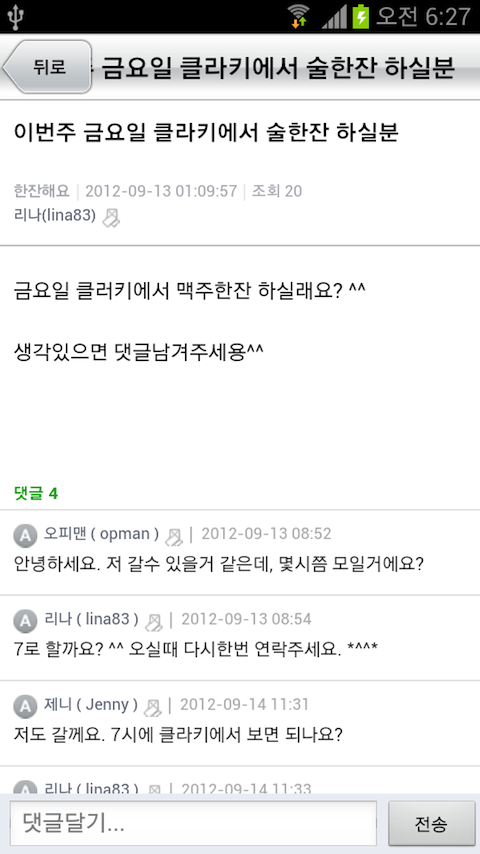 오전 6:27
뒤로
금요일 클라키에서 술한잔 하실분
이번주 금요일 클라키에서 술한잔 하실분
한잔해요 | 2012-09-13 01:09:57 | 조회 20
리나(lina83)
금요일 클러키에서 맥주한잔 하실래요? ^^
생각있으면 댓글남겨주세용^^
댓글 4
A 오피맨 ( opman ) | 2012-09-13 08:52
안녕하세요. 저 갈수 있을거 같은데, 몇시쯤 모일거에요?
A 리나 ( lina83 ) | 2012-09-13 08:54
7로 할까요? ^^ 오실때 다시한번 연락주세요. *^^*
A 제니 ( Jenny ) | 2012-09-14 11:31
저도 갈께요. 7시에 클라키에서 보면 되나요?
A 리나 ( lina83 ) | 2012-09-14 11:33
댓글달기...
전송